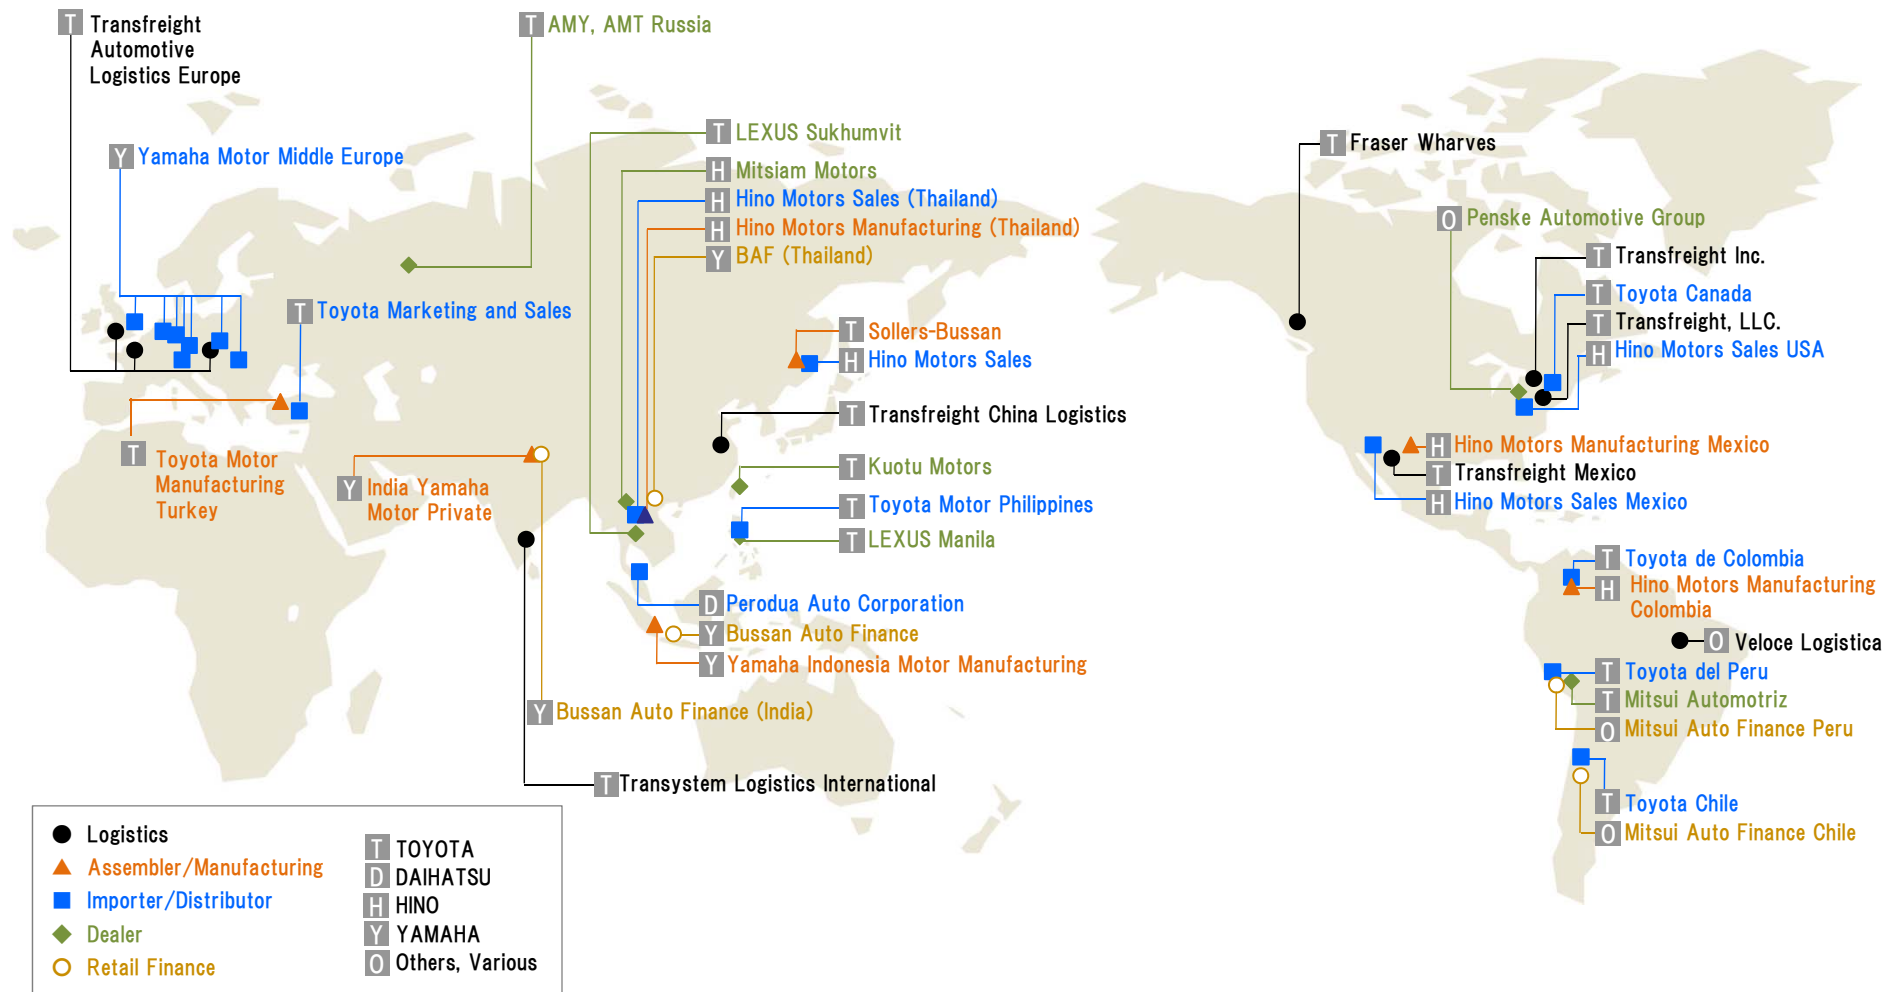 T Transfreight
Automotive
Logistics Europe
T AMY, AMT Russia
Y Yamaha Motor Middle Europe
T LEXUS Sukhumvit
H Mitsiam Motors
H Hino Motors Sales (Thailand)
H Hino Motors Manufacturing (Thailand)
Y BAF (Thailand)
T Toyota Marketing and Sales
T Sollers-Bussan
H Hino Motors Sales
T Transfreight China Logistics
T Toyota Motor
Manufacturing
Turkey
Y India Yamaha
Motor Private
T Kuotu Motors
T Toyota Motor Philippines
T LEXUS Manila
D Perodua Auto Corporation
Y Bussan Auto Finance
Y Yamaha Indonesia Motor Manufacturing
Y Bussan Auto Finance (India)
T Transystem Logistics International
T Fraser Wharves
O Penske Automotive Group
T Transfreight Inc.
T Toyota Canada
T Transfreight, LLC.
H Hino Motors Sales USA
H Hino Motors Manufacturing Mexico
T Transfreight Mexico
H Hino Motors Sales Mexico
T Toyota de Colombia
H Hino Motors Manufacturing
Colombia
O Veloce Logistica
T Toyota del Peru
T Mitsui Automotriz
O Mitsui Auto Finance Peru
T Toyota Chile
O Mitsui Auto Finance Chile
Logistics
Assembler/Manufacturing
Importer/Distributor
Dealer
Retail Finance
T TOYOTA
D DAIHATSU
H HINO
Y YAMAHA
O Others, Various